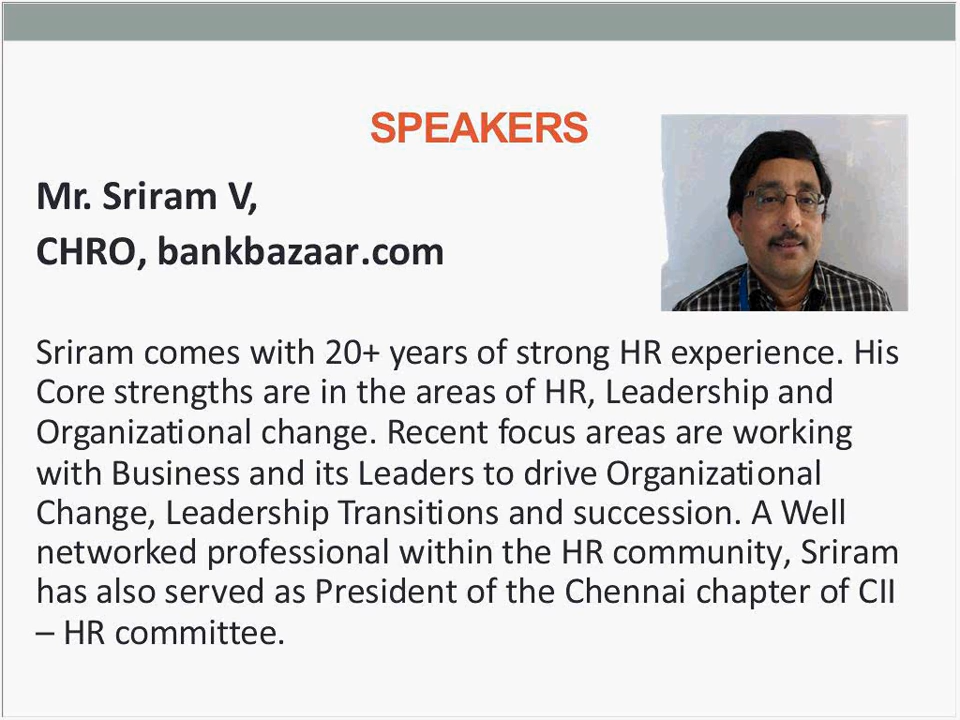 SPEAKERS
Mr. Sriram V,
CHRO, bankbazaar.com
Sriram comes with 20+ years of strong HR experience. His
Core strengths are in the areas of HR, Leadership and
Organizational change. Recent focus areas are working
with Business and its Leaders to drive Organizational
Change, Leadership Transitions and succession. A Well
networked professional within the HR community, Sriram
has also served as President of the Chennai chapter of CII
– HR committee.